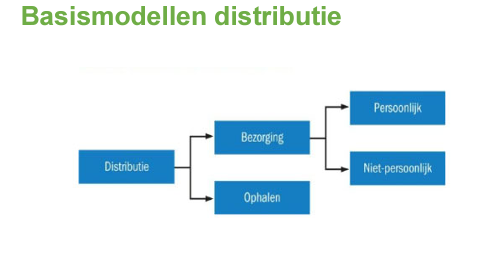 Basismodellen distributie
Distributie
Bezorging
Ophalen
Persoonlijk
Niet-persoonlijk